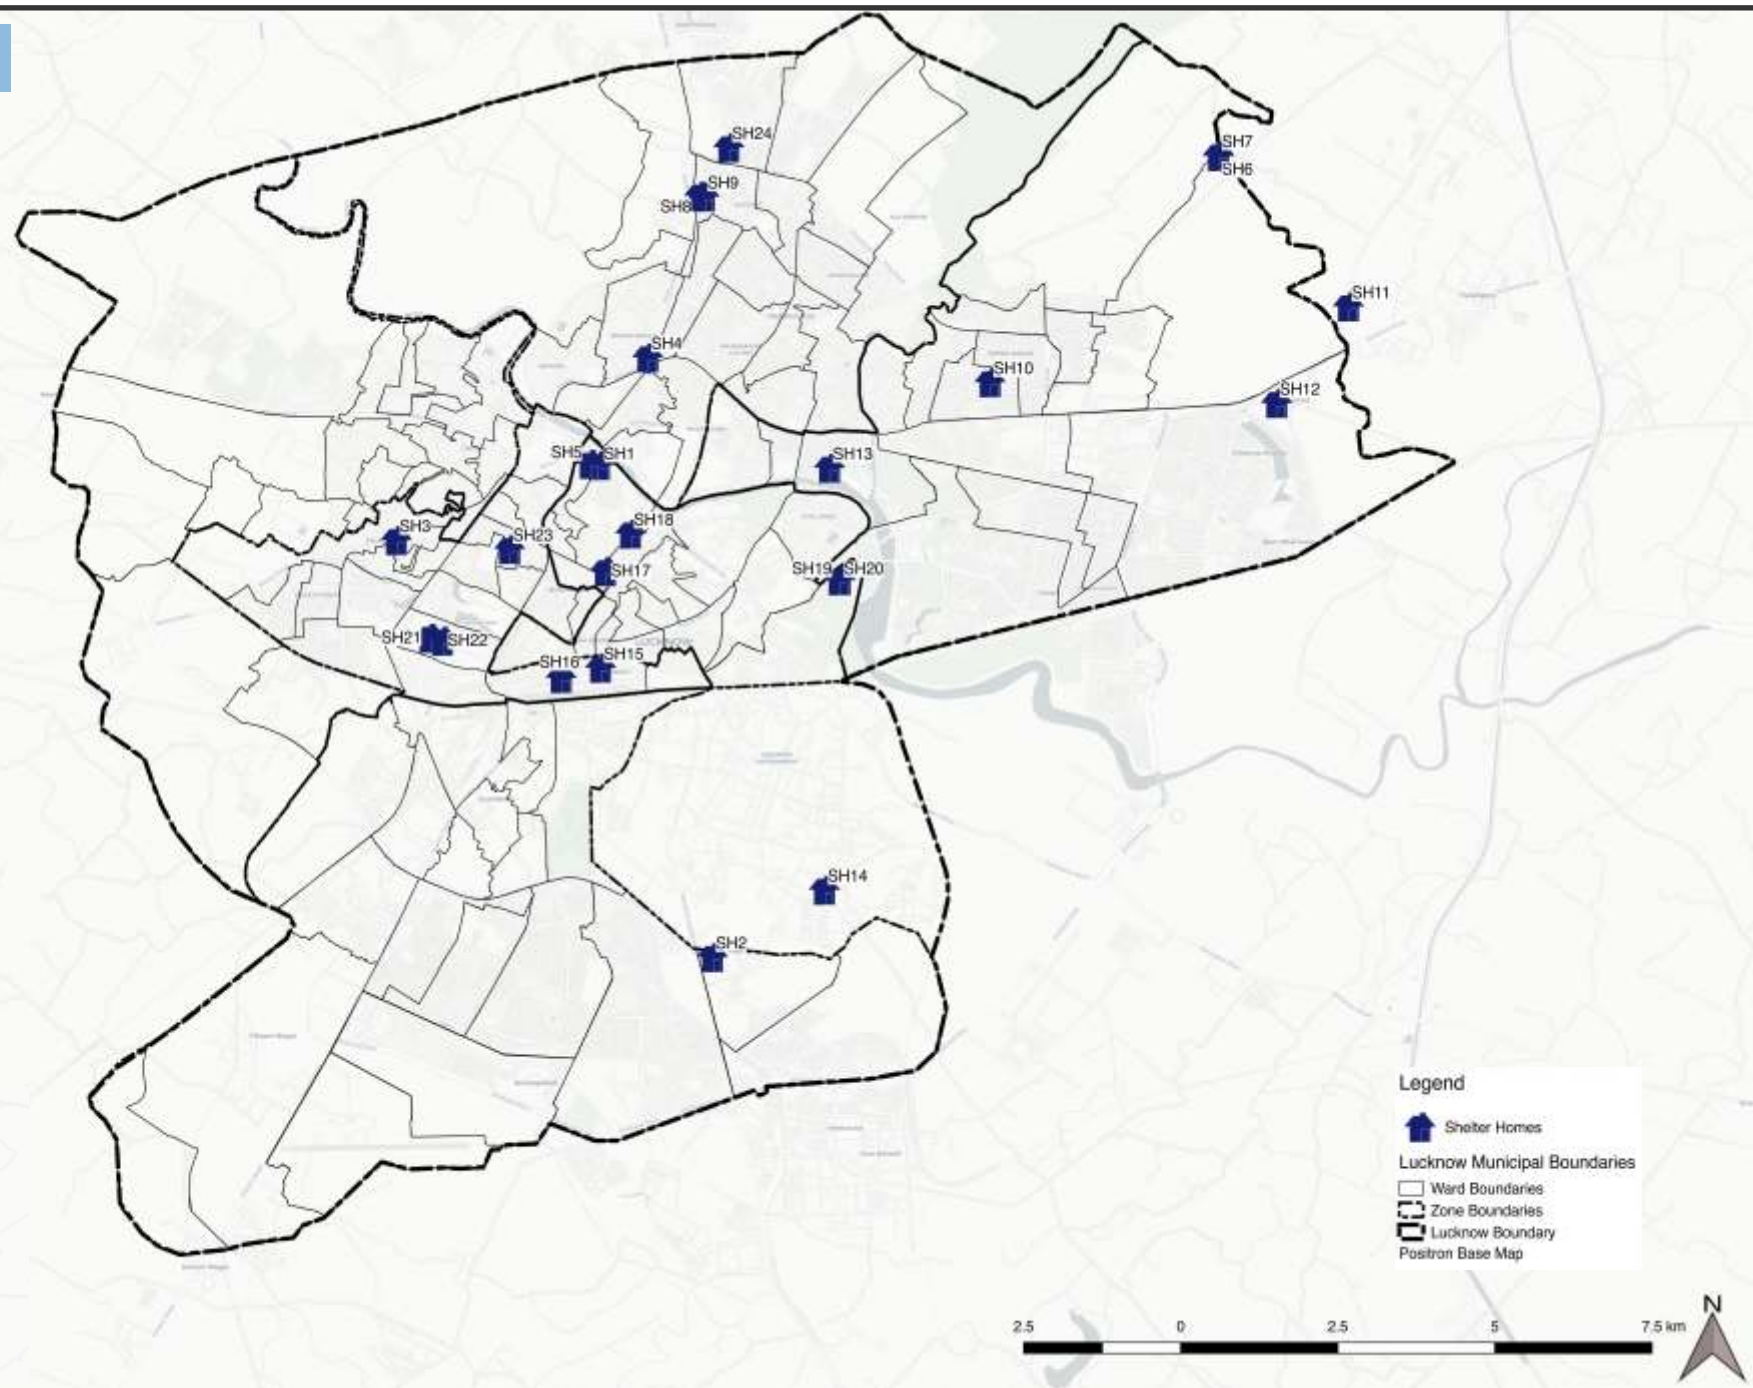 SH24
SH7
SH9
SH6
SH8
SH11
SH4
SH10
SH12
SH5 SH1
SH13
SH18
SH3
SH23
SH17
SH19 SH20
SH21 SH22
LUCKNOW
SH15
SH16
SH14
SH2
Legend
Shelter Homes
Lucknow Municipal Boundaries
Ward Boundaries
Zone Boundaries
Lucknow Boundary
Positron Base Map
N
2.5 0 2.5 5 7.5 km